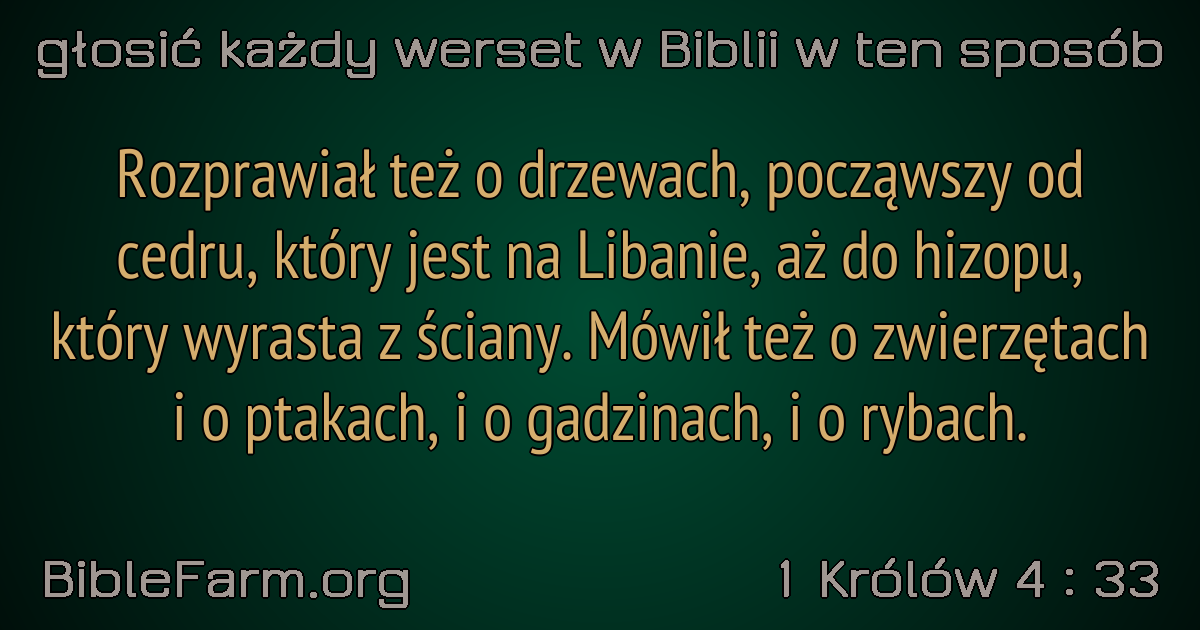 głosić każdy werset w Biblii w ten sposób
Rozprawiał też o drzewach, począwszy od
cedru, który jest na Libanie, aż do hizopu,
który wyrasta z ściany. Mówił też o zwierzętach
i o ptakach, i o gadzinach, i o rybach.
BibleFarm.org
1 Królów 4 : 33